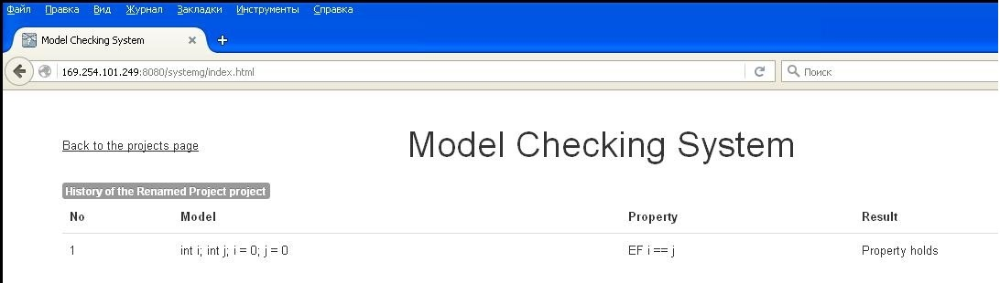 Файл Правка Вид Журнал Закладки Инструменты Справка
Model Checking System
169.254.101.249:8080/systemg/index.html Поиск
Back to the projects page Model Checking System
History of the Renamed Project project
No Model Property Result
1 int i; int j; i = 0; j = 0 EF i == j Property holds